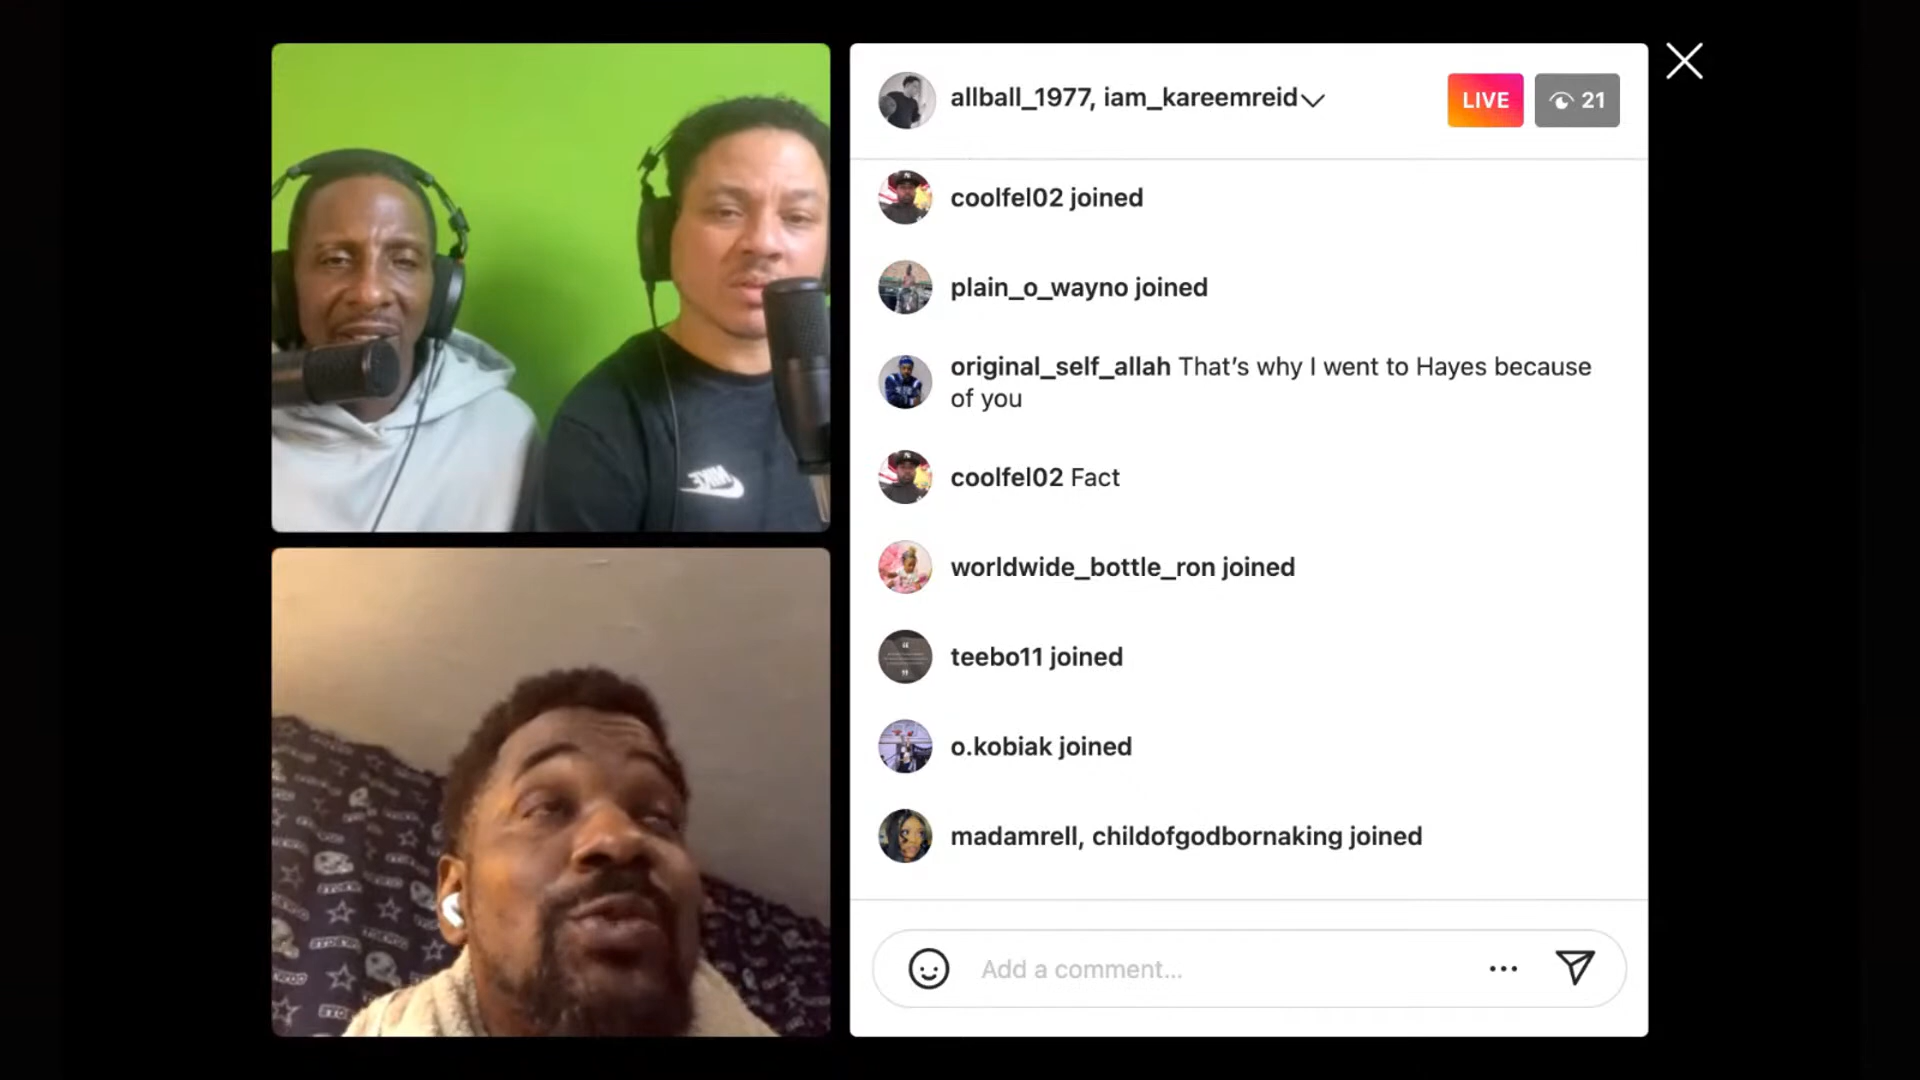 allball_1977, iam_kareemreid
LIVE
21
coolfel02 joined
plain_o_wayno joined
original_self_allah That’s why I went to Hayes because
of you
coolfel02 Fact
worldwide_bottle_ron joined
teebo11 joined
o.kobiak joined
madamrell, childofgodbornaking joined
Add a comment...
NIKE